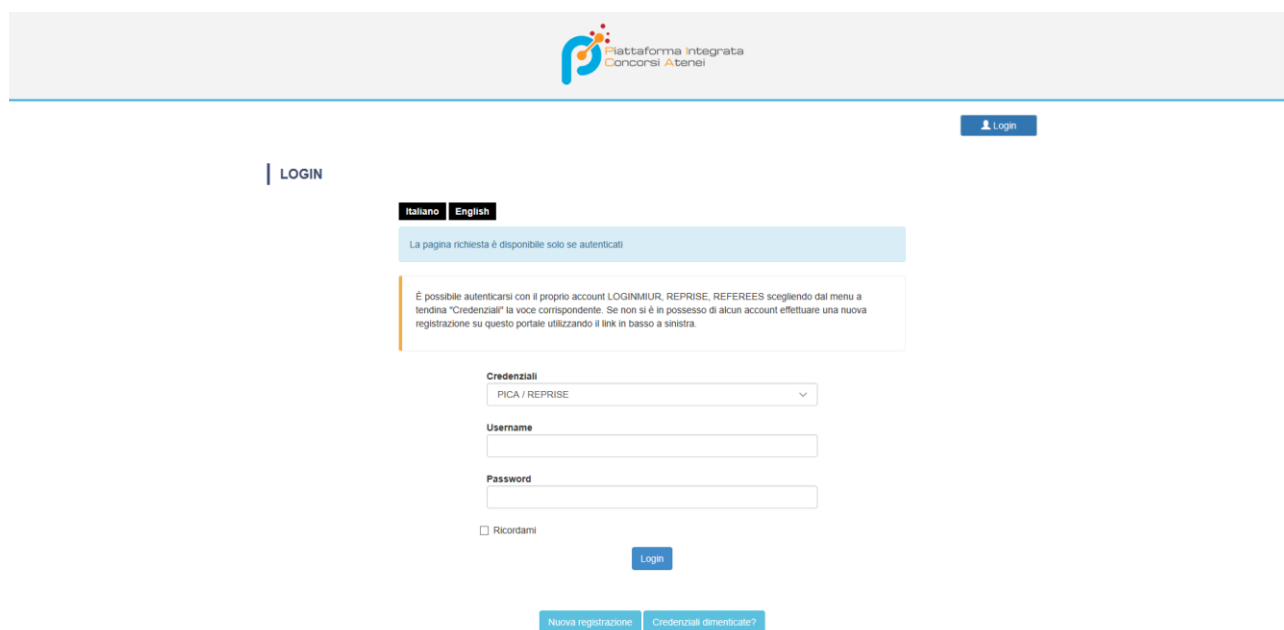 Piattaforma Integrata
Concorsi Atenei
Login
LOGIN
Italiano English
La pagina richiesta è disponibile solo se autenticati
É possibile autenticarsi con il proprio account LOGINMIUR, REPRISE, REFEREES scegliendo dal menu a
tendina "Credenziali" la voce corrispondente. Se non si è in possesso di alcun account effettuare una nuova
registrazione su questo portale utilizzando il link in basso a sinistra.
Credenziali
PICA / REPRISE
Username
Password
Ricordami
Login
Nuova registrazione Credenziali dimenticate?